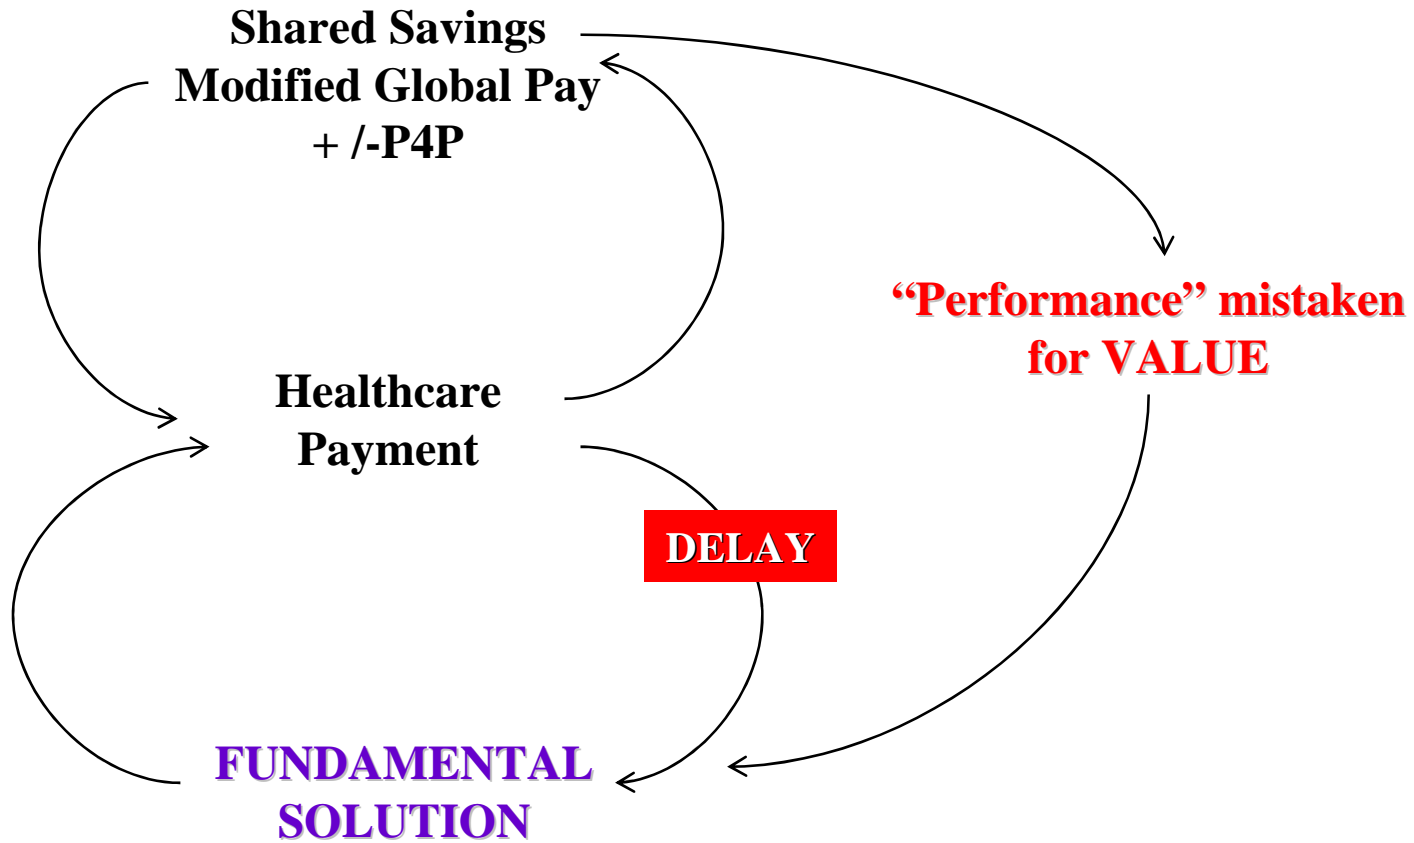 Shared Savings
Modified Global Pay
+ /-P4P
“Performance” mistaken
for VALUE
Healthcare
Payment
DELAY
FUNDAMENTAL
SOLUTION